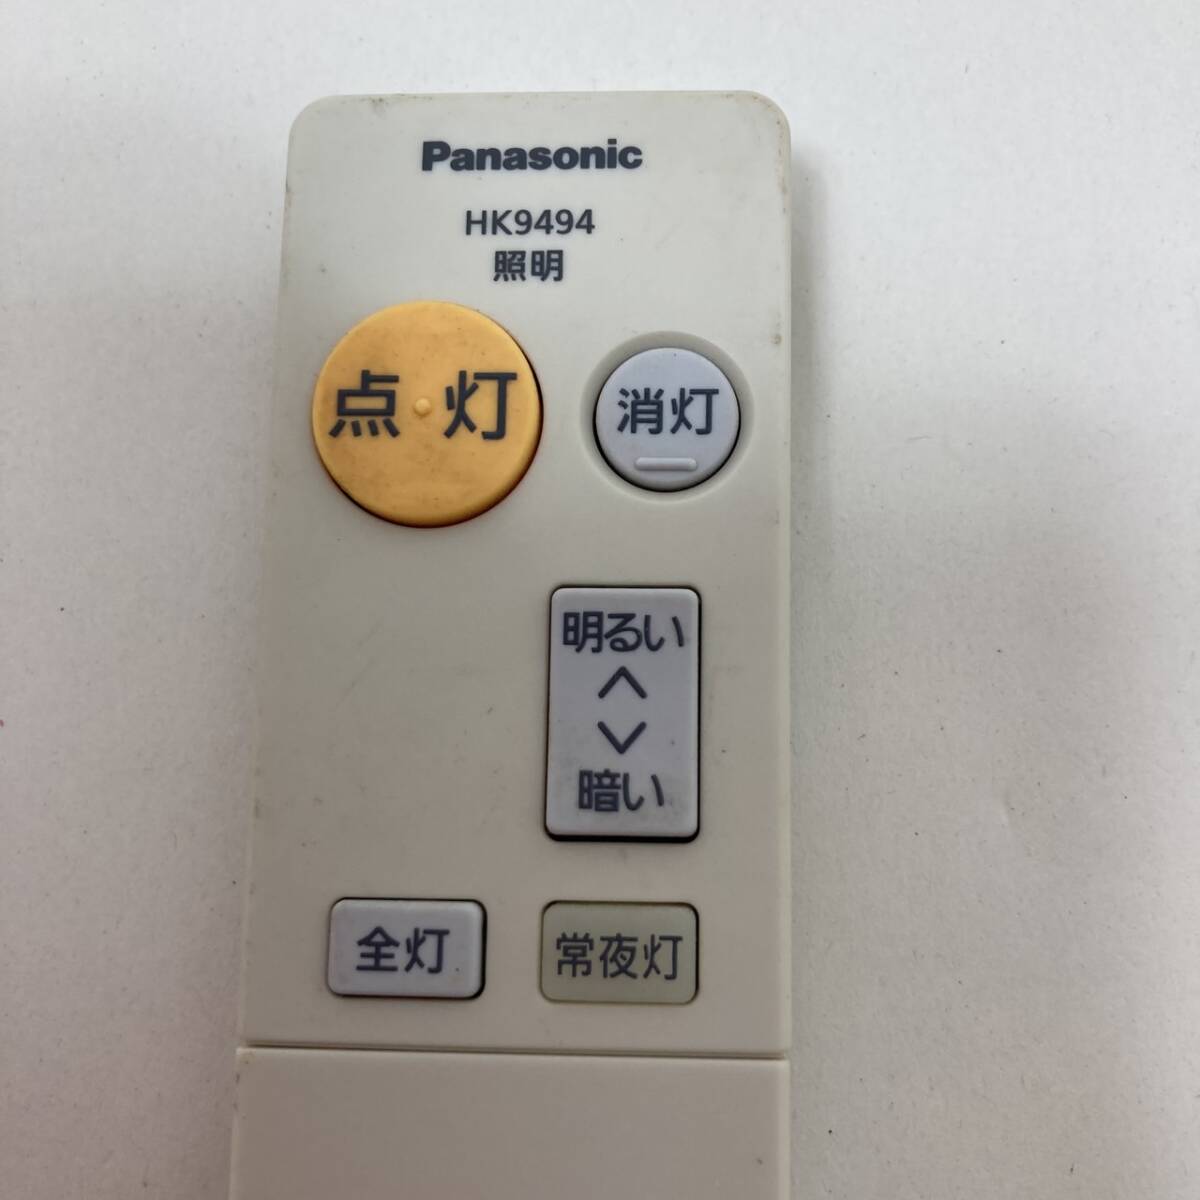 Panasonic
HK9494
照明
点・灯
消灯
明るい
暗い
全灯
常夜灯